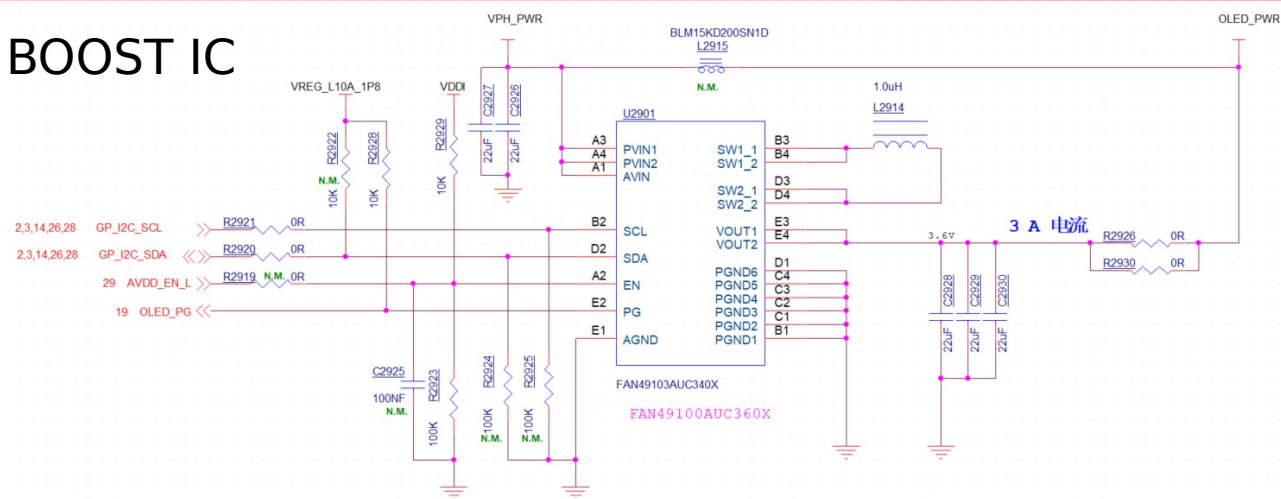 BOOST IC
VPH_PWR
OLED_PWR
BLM15KD200SN1D
L2915
N.M.
VREG_L10A_1P8
VDDI
C2927
22uF
C2926
22uF
1.0uH
L2914
R2922
N.M.
10K
R2928
10K
R2929
10K
U2901
A3 PVIN1
A4 PVIN2
A1 AVIN
SW1_1 B3
SW1_2 B4
SW2_1 D3
SW2_2 D4
2,3,14,26,28 GP_I2C_SCL R2921 0R B2 SCL
2,3,14,26,28 GP_I2C_SDA R2920 0R D2 SDA
29 AVDD_EN_L R2919 N.M. 0R A2 EN
19 OLED_PG E2 PG
E1 AGND
VOUT1 E3
VOUT2 E4
PGND6 D1
PGND5 C4
PGND4 C3
PGND3 C2
PGND2 C1
PGND1 B1
3.6V
3 A 电流
R2926 0R
R2930 0R
C2928
22uF
C2929
22uF
C2930
22uF
C2925
100NF
N.M.
R2923
100K
R2924
100K
N.M.
R2925
100K
N.M.
FAN49103AUC340X
FAN49100AUC360X